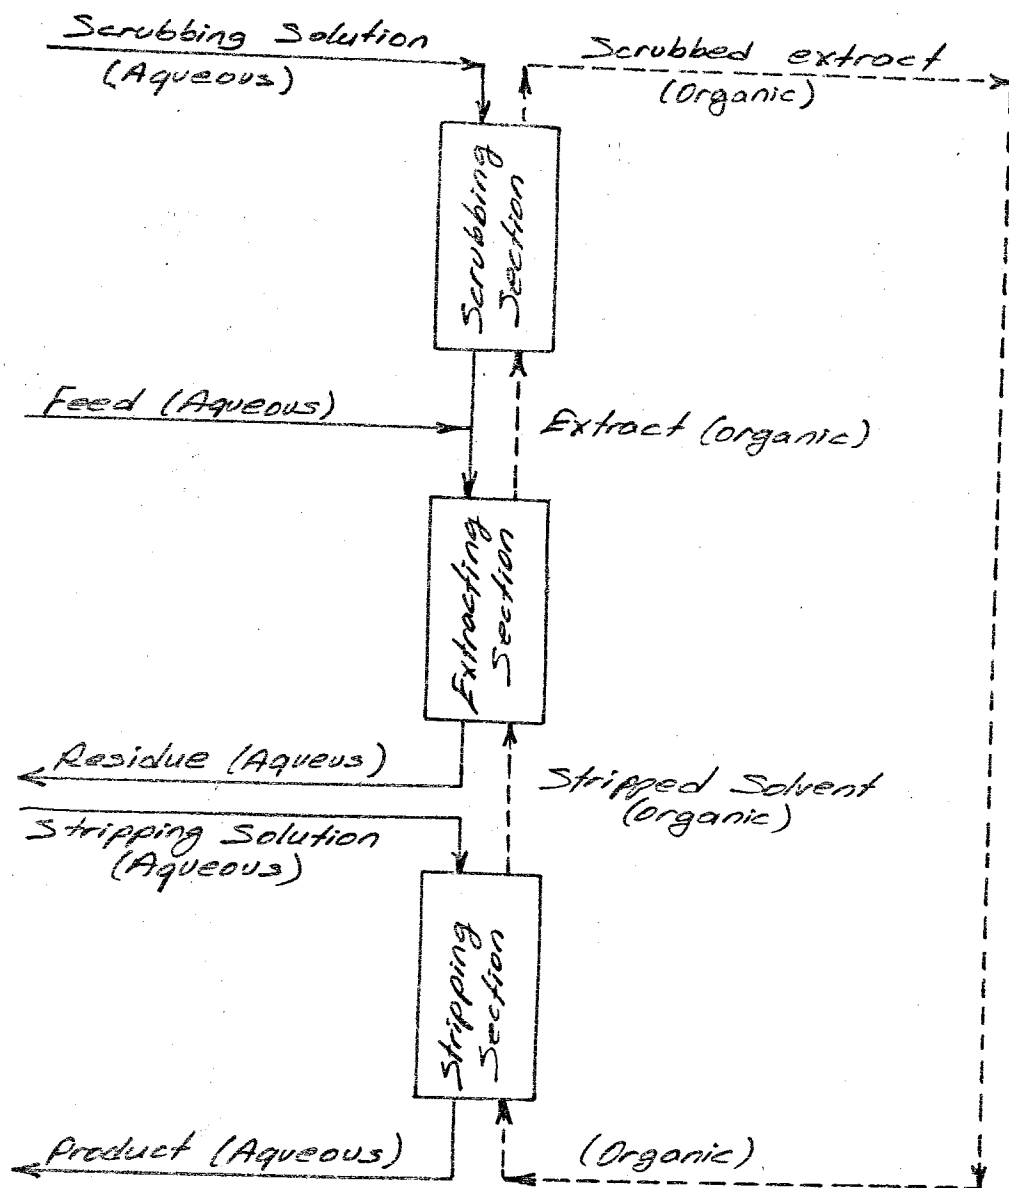 Scrubbing Solution
(Aqueous)
Scrubbed extract
(Organic)
Scrubbing
Section
Feed (Aqueous)
Extract (organic)
Extracting
Section
Residue (Aqueus)
Stripped Solvent
(organic)
Stripping Solution
(Aqueous)
Stripping
Section
Product (Aqueous)
(Organic)